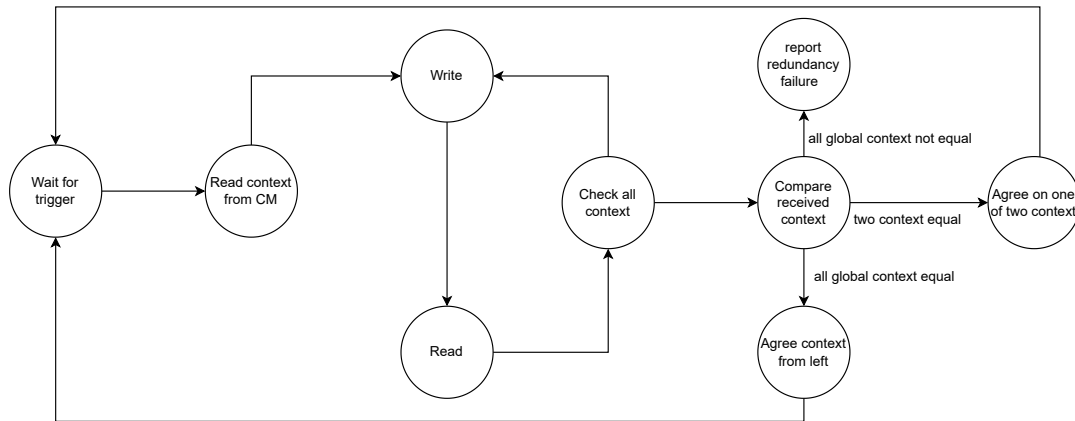 report
redundancy
failure
Write
all global context not equal
Wait for
trigger
Read context
from CM
Check all
context
Compare
received
context
two context equal
Agree on one
of two context
all global context equal
Read
Agree context
from left